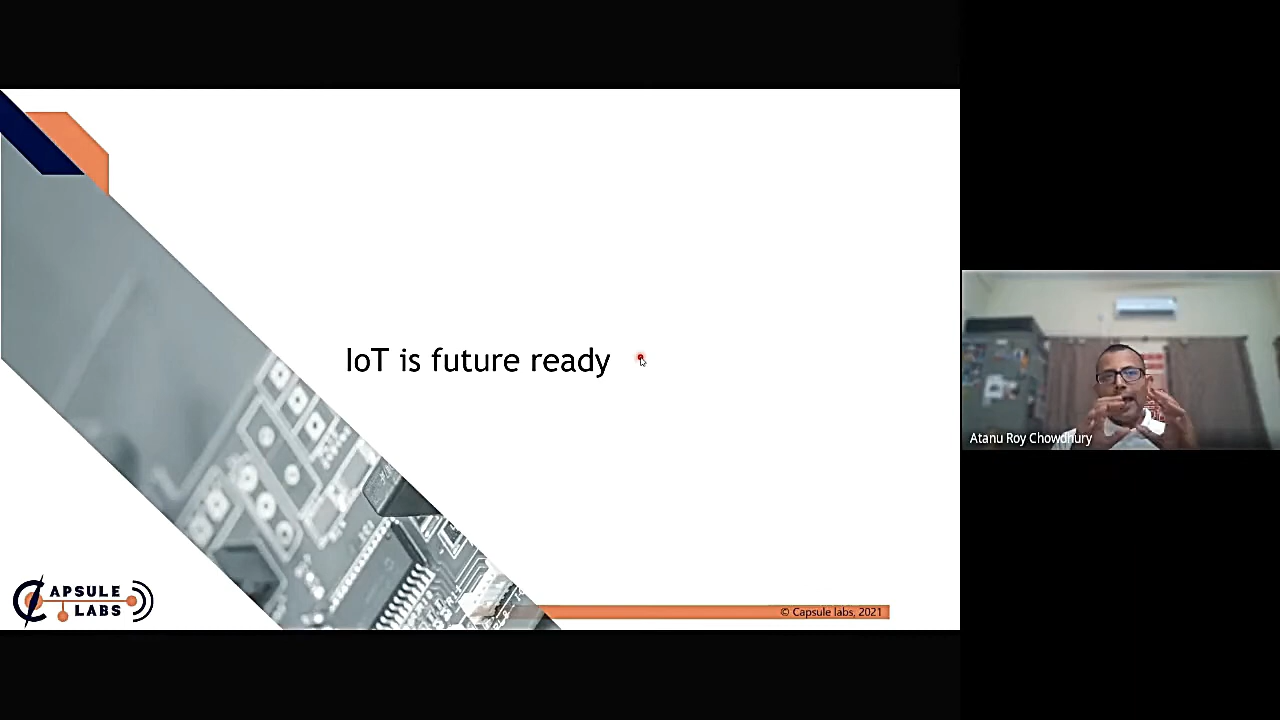 IoT is future ready
CAPSULE
LABS
© Capsule labs, 2021
Atanu Roy Chowdhury